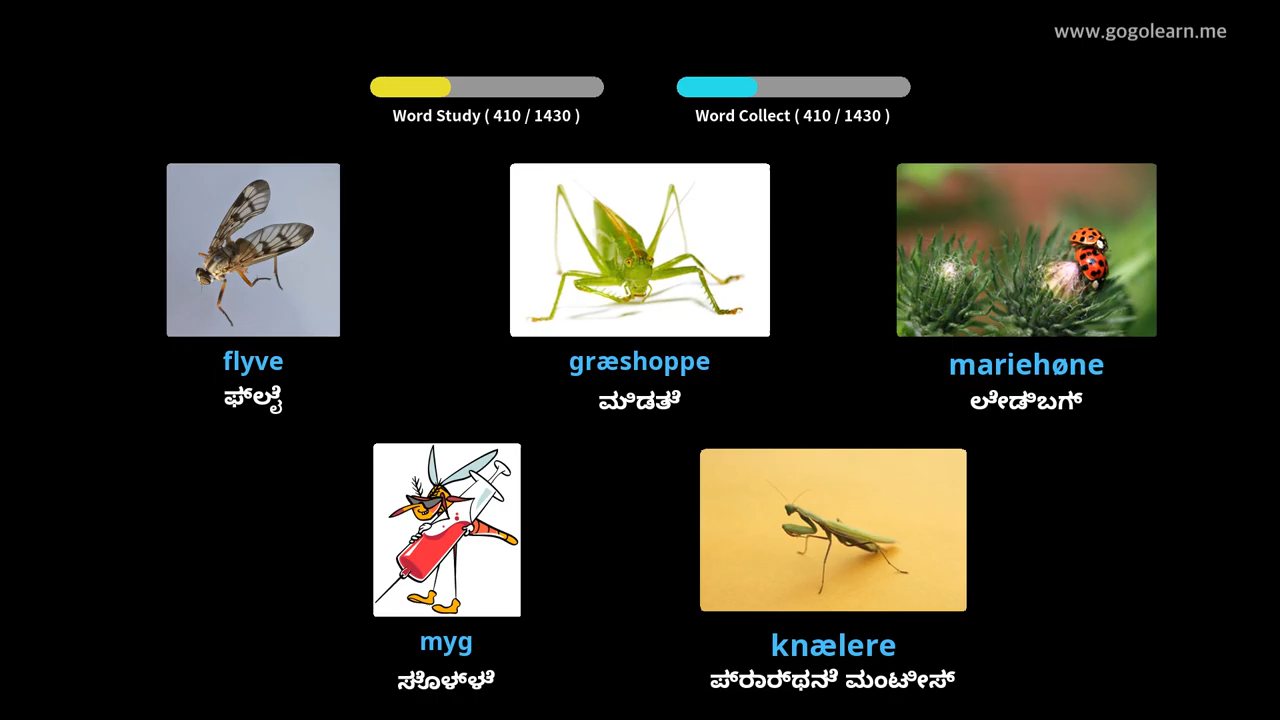 www.gogolearn.me
Word Study ( 410 / 1430 )
Word Collect ( 410 / 1430 )
flyve
ಫ್ಲೈ
græshoppe
ಮಿಡತೆ
mariehøne
ಲೇಡಿಬಗ್
myg
ಸೊಳ್ಳೆ
knælere
ಪ್ರಾರ್ಥನೆ ಮಂಟೀಸ್